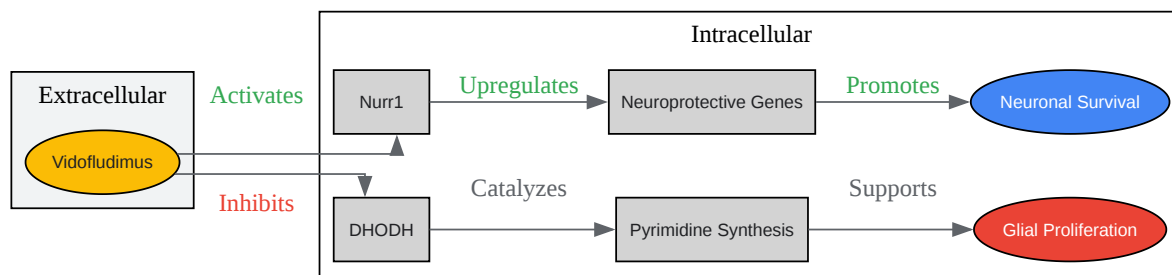 Intracellular
Extracellular
Activates
Nurr1
Upregulates
Neuroprotective Genes
Promotes
Neuronal Survival
Vidofludimus
Inhibits
DHODH
Catalyzes
Pyrimidine Synthesis
Supports
Glial Proliferation